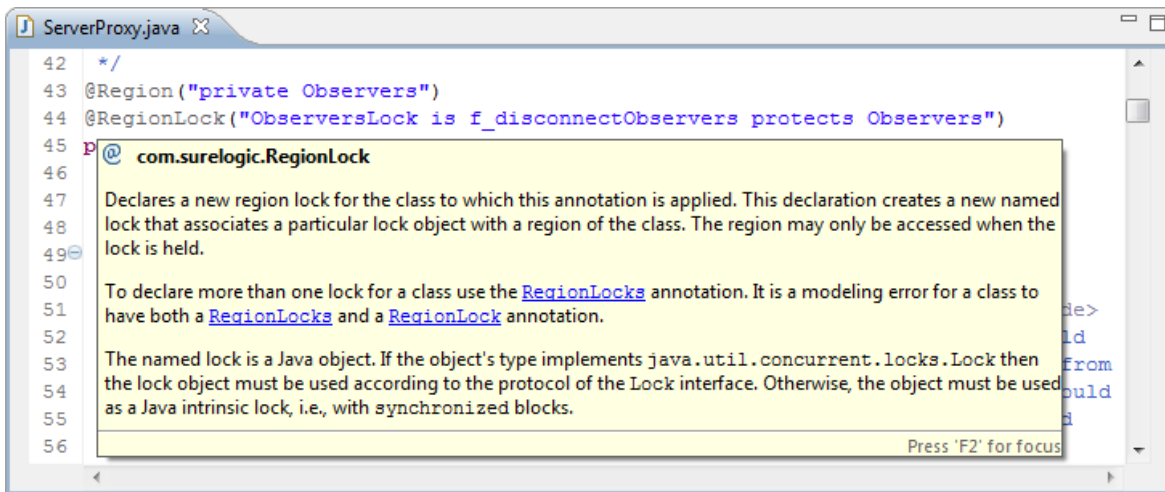 ServerProxy.java
42 */
43 @Region("private Observers")
44 @RegionLock("ObserversLock is f_disconnectObservers protects Observers")
45 p
@ com.surelogic.RegionLock
46
47 Declares a new region lock for the class to which this annotation is applied. This declaration creates a new named
48 lock that associates a particular lock object with a region of the class. The region may only be accessed when the
49 lock is held.
50 To declare more than one lock for a class use the RegionLocks annotation. It is a modeling error for a class to
51 have both a RegionLocks and a RegionLock annotation. de>
52 ld
53 The named lock is a Java object. If the object's type implements java.util.concurrent.locks.Lock then from
54 the lock object must be used according to the protocol of the Lock interface. Otherwise, the object must be used ould
55 as a Java intrinsic lock, i.e., with synchronized blocks. d
56 Press 'F2' for focus